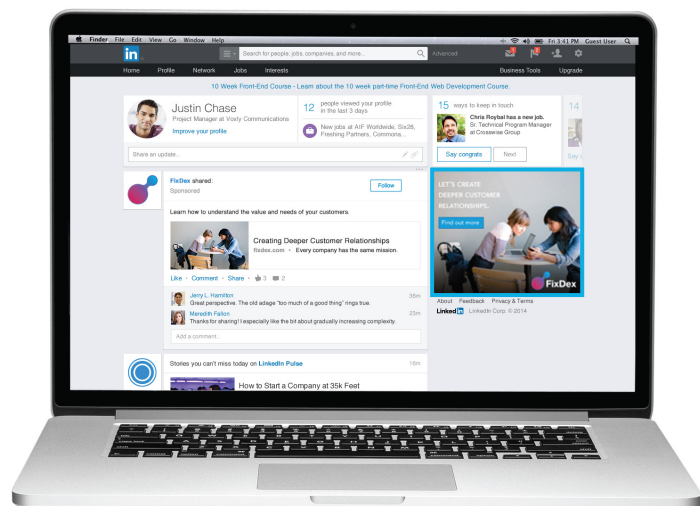 Finder File Edit View Go Window Help
Fri 3:41 PM Guest User
in
Search for people, jobs, companies, and more...
Advanced
Home Profile Network Jobs Interests Business Tools Upgrade
10 Week Front-End Course - Learn about the 10 week part-time Front-End Web Development Course.
Justin Chase
Project Manager at Voxly Communications
Improve your profile
12 people viewed your profile
in the last 3 days
New jobs at AIF Worldwide, Six28,
Freshing Partners, Commona...
Share an update...
15 ways to keep in touch
Chris Roybal has a new job.
Sr. Technical Program Manager
at Crosswise Group
Say congrats Next
14
Say
FixDex shared:
Sponsored
Follow
Learn how to understand the value and needs of your customers.
Creating Deeper Customer Relationships
fixdex.com • Every company has the same mission.
Like • Comment • Share • 3 2
Jerry L. Hamilton 36m
Great perspective. The old adage “too much of a good thing” rings true.
Meredith Fallon 25m
Thanks for sharing! I especially like the bit about gradually increasing complexity.
Add a comment...
LET'S CREATE
DEEPER CUSTOMER
RELATIONSHIPS.
Find out more
FixDex
About Feedback Privacy & Terms
Linked in LinkedIn Corp. © 2014
Stories you can't miss today on LinkedIn Pulse 16m
How to Start a Company at 35k Feet